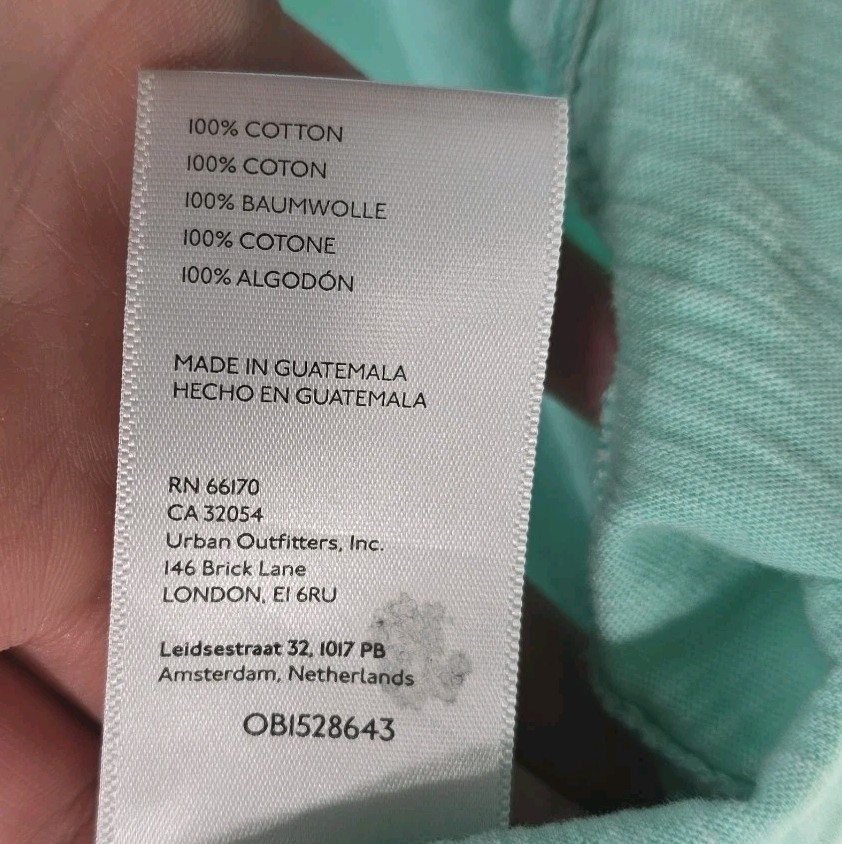 100% COTTON
100% COTON
100% BAUMWOLLE
100% COTONE
100% ALGODÓN
MADE IN GUATEMALA
HECHO EN GUATEMALA
RN 66170
CA 32054
Urban Outfitters, Inc.
146 Brick Lane
LONDON, E1 6RU
Leidsestraat 32, 1017 PB
Amsterdam, Netherlands
OB1528643